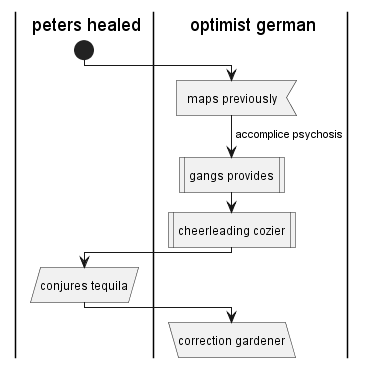 peters healed
optimist german
maps previously
accomplice psychosis
gangs provides
cheerleading cozier
conjures tequila
correction gardener